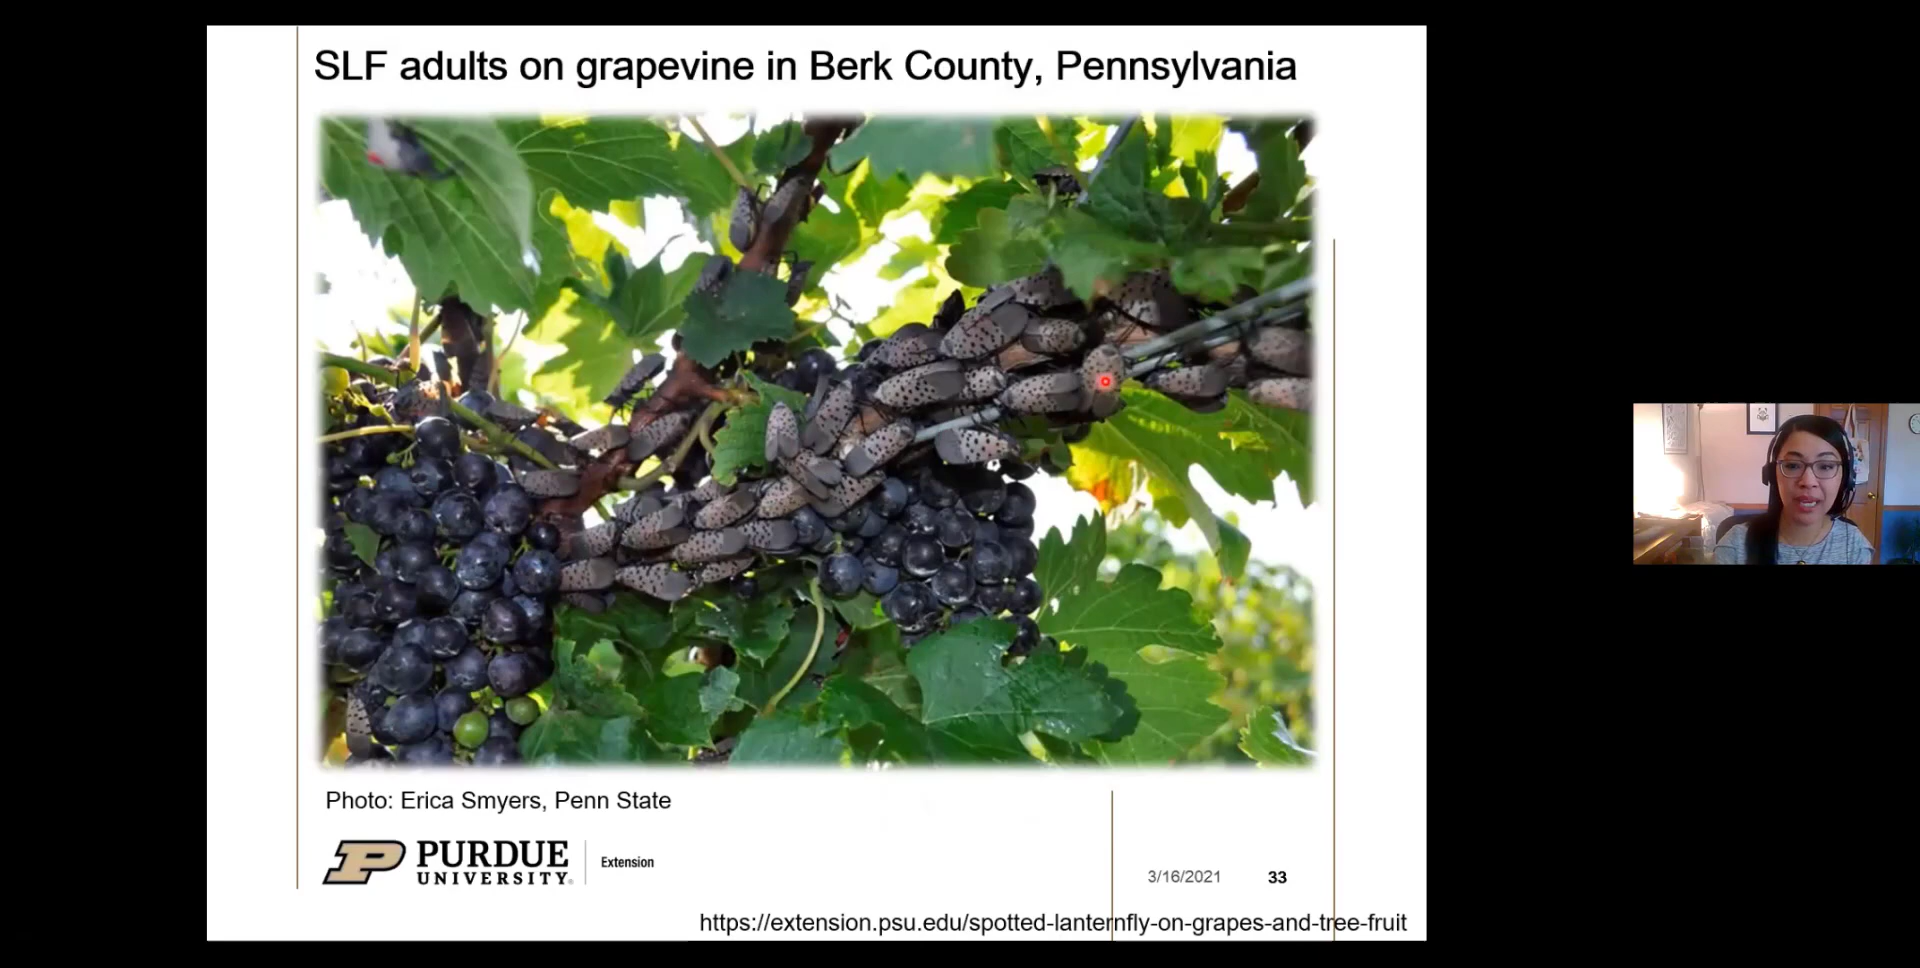 SLF adults on grapevine in Berk County, Pennsylvania
Photo: Erica Smyers, Penn State
PURDUE
UNIVERSITY.
Extension
3/16/2021 33
https://extension.psu.edu/spotted-lanternfly-on-grapes-and-tree-fruit